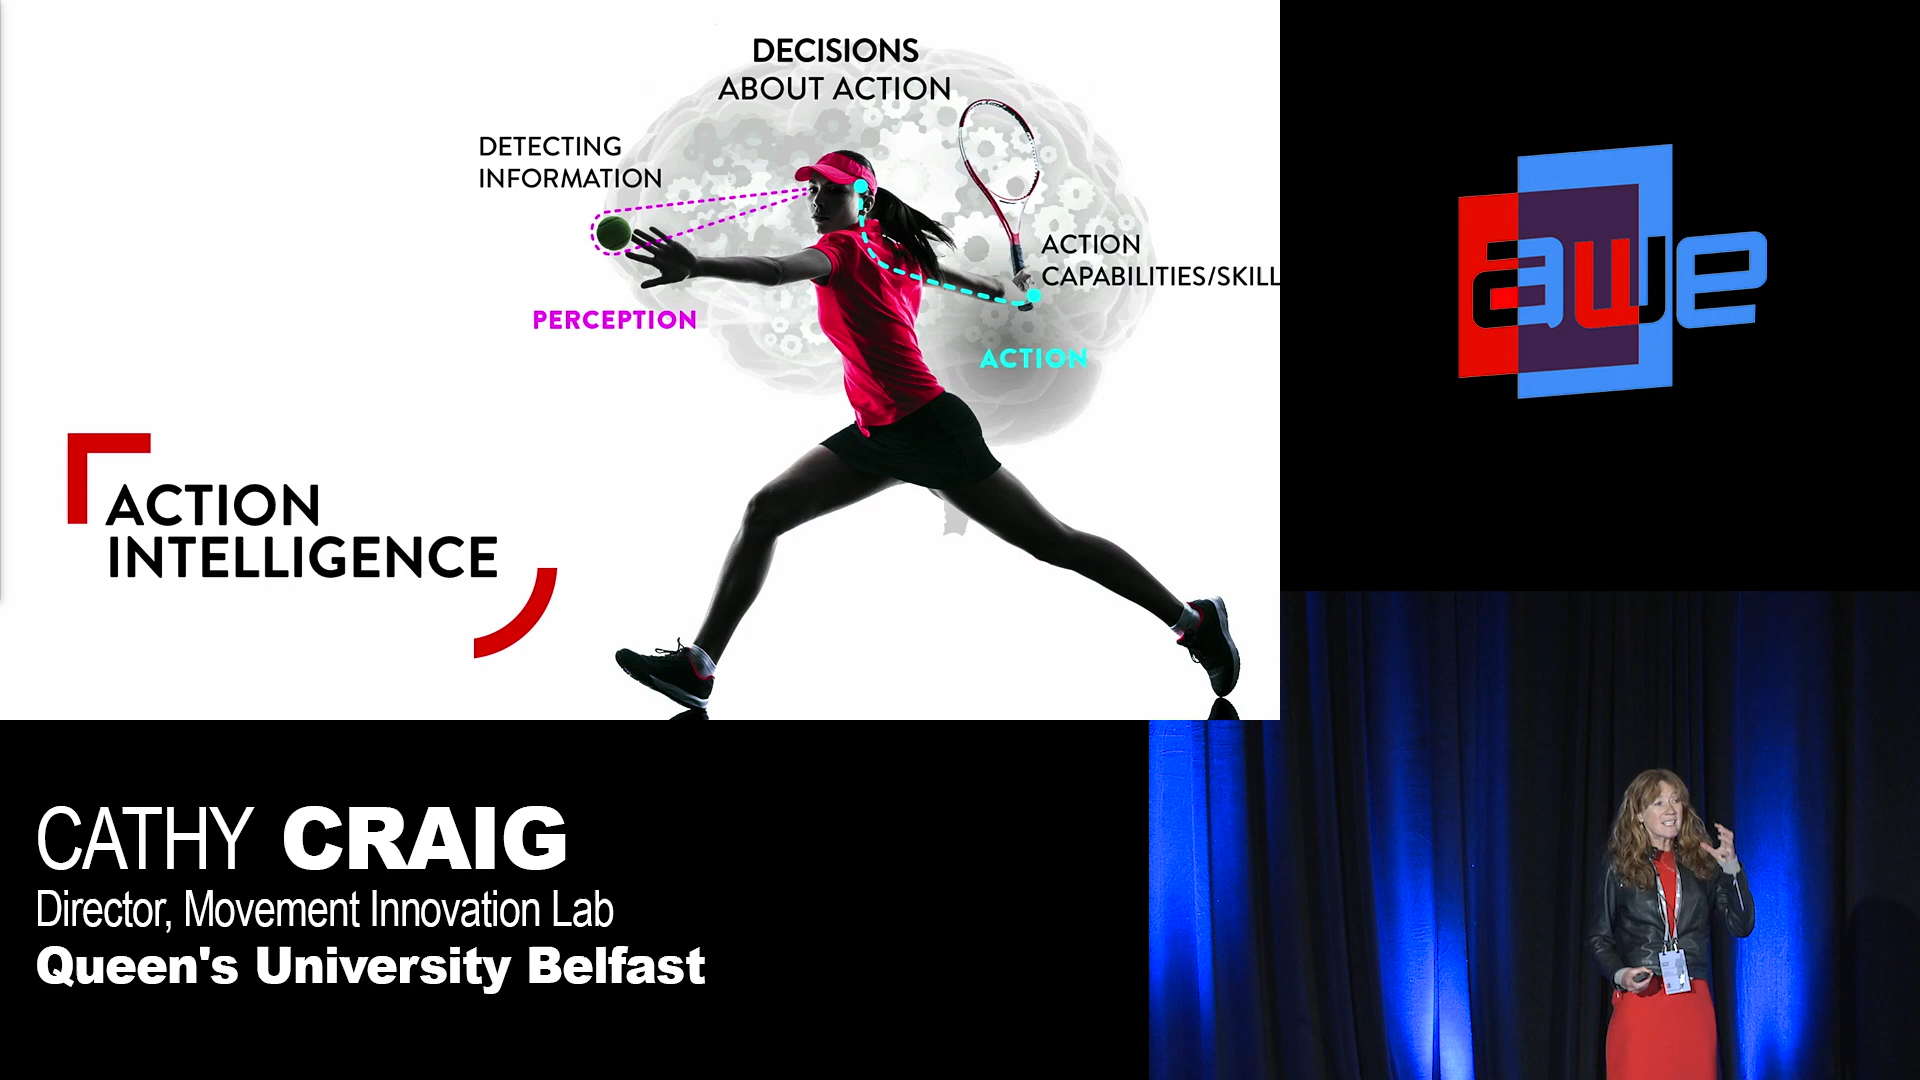 DECISIONS
ABOUT ACTION
DETECTING
INFORMATION
ACTION
CAPABILITIES/SKILL
PERCEPTION
ACTION
ACTION
INTELLIGENCE
awe
CATHY CRAIG
Director, Movement Innovation Lab
Queen's University Belfast